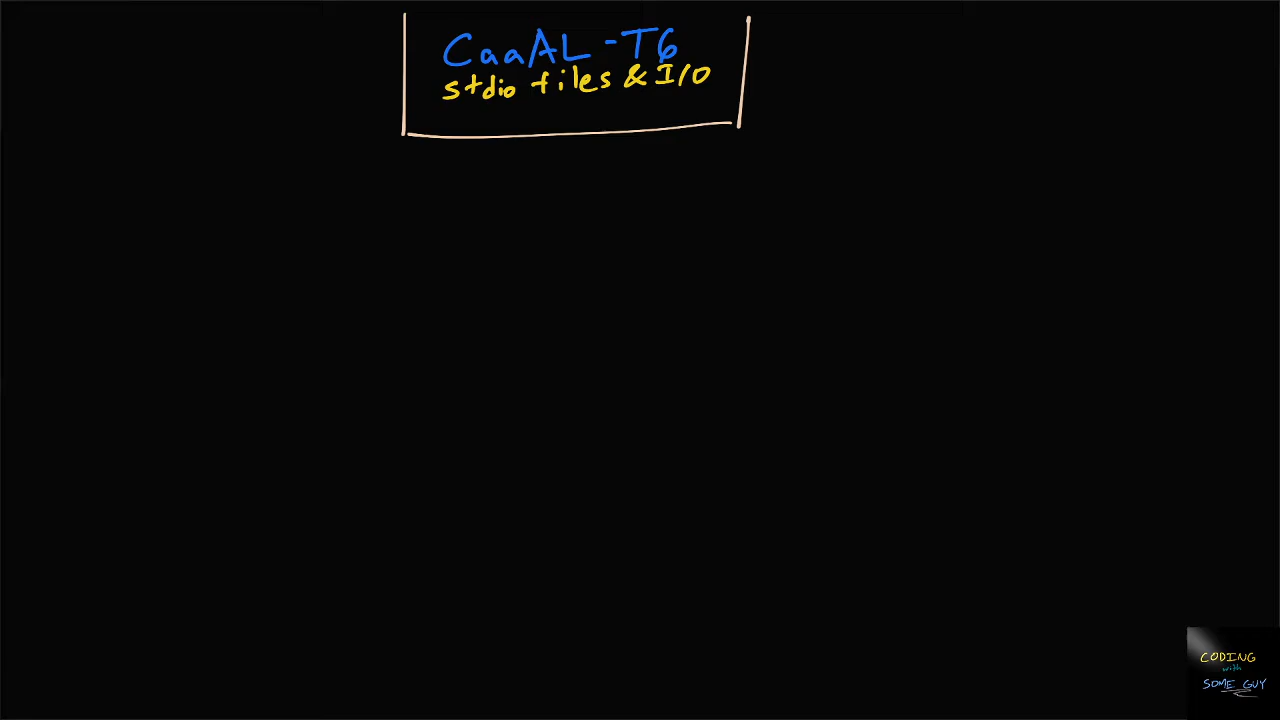 CaaAL-T6
stdio files & I/O
CODING
with
SOME GUY